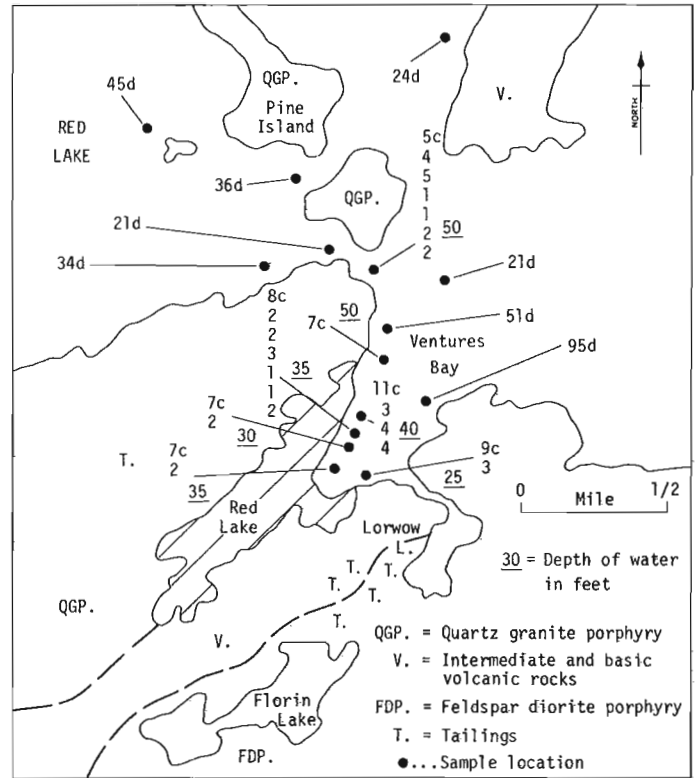 QGP.
Pine
Island
24d
V.
NORTH
45d
RED
LAKE
5c
4
5
1
1
2 50
2
36d
QGP.
21d
34d
21d
8c
2
2
3
1 35
1
2
50
7c
51d
Ventures
Bay
95d
11c
3
4 40
4
7c
2
30
7c
2
35
9c
3
25
T.
Red
Lake
Lorwow
L.
T.
T.
T.
T.
T.
0 1/2
Mile
30 = Depth of water
in feet
QGP.
V.
QGP. = Quartz granite porphyry
V. = Intermediate and basic
volcanic rocks
FDP. = Feldspar diorite porphyry
T. = Tailings
●...Sample location
Florin
Lake
FDP.